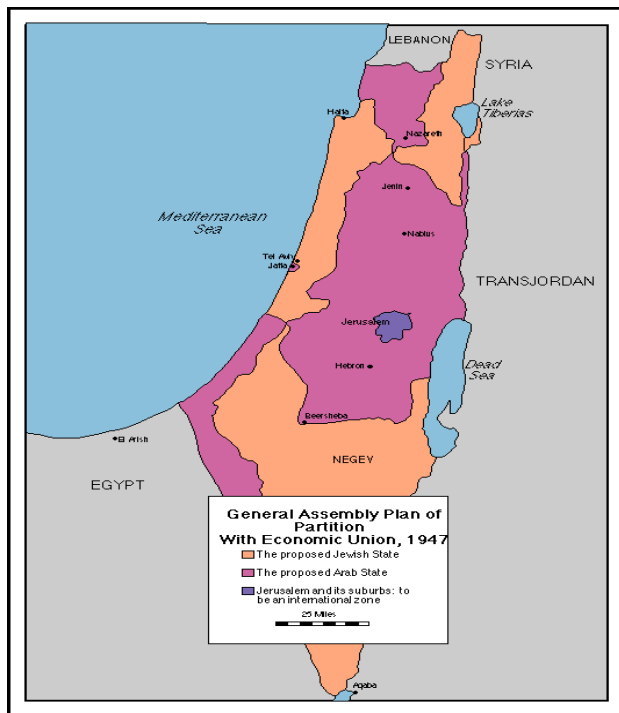 LEBANON
SYRIA
Lake
Tiberias
Haifa
Nazareth
Jenin
Mediterranean
Sea
Nablus
Tel Aviv
Jaffa
TRANSJORDAN
Jerusalem
Dead
Sea
Hebron
Beersheba
El Arish
NEGEV
EGYPT
General Assembly Plan of
Partition
With Economic Union, 1947
The proposed Jewish State
The proposed Arab State
Jerusalem and its suburbs: to
be an international zone
25 Miles
Aqaba